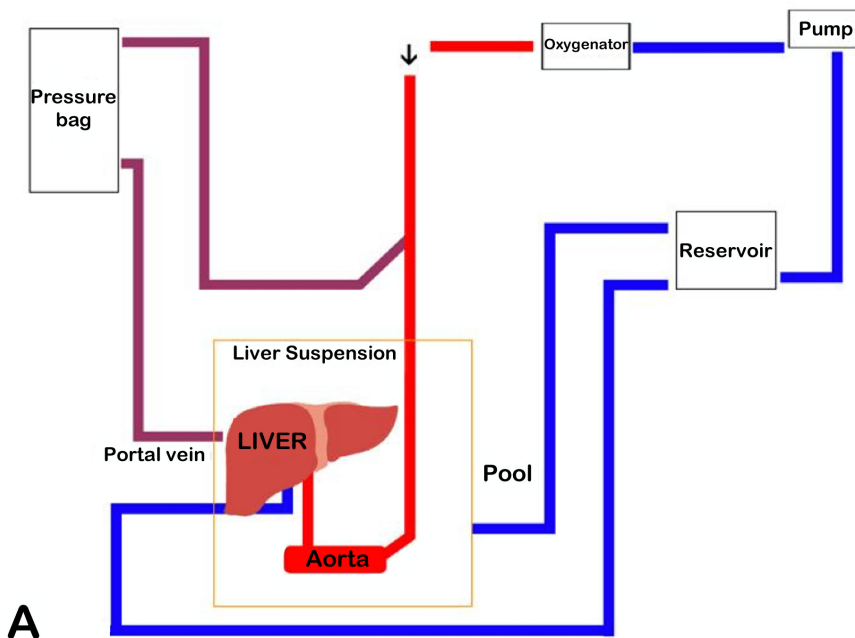 Pump
Oxygenator
Pressure
bag
Reservoir
Liver Suspension
LIVER
Portal vein
Pool
Aorta
A